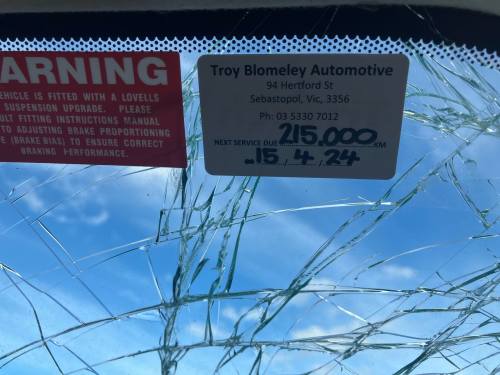 ARNING
EHICLE IS FITTED WITH A LOVELLS
SUSPENSION UPGRADE. PLEASE
ULT FITTING INSTRUCTIONS MANUAL
TO ADJUSTING BRAKE PROPORTIONING
E (BRAKE BIAS) TO ENSURE CORRECT
BRAKING PERFORMANCE.
Troy Blomeley Automotive
94 Hertford St
Sebastopol, Vic, 3356
Ph: 03 5330 7012
NEXT SERVICE DUE 215.000 KM
15 / 4 / 24